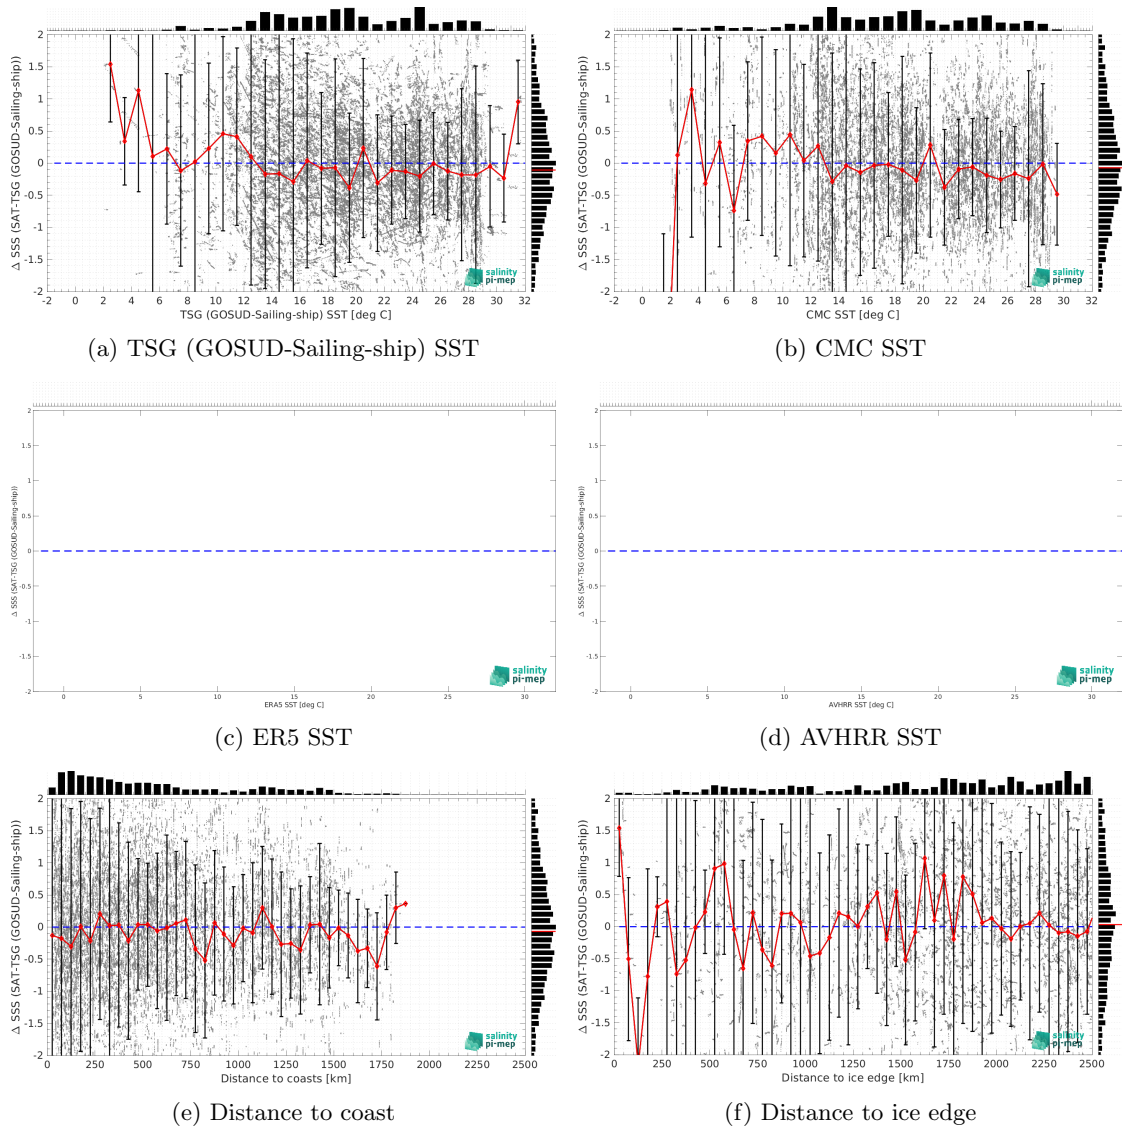 2
1.5
1
0.5
0
-0.5
-1
-1.5
-2
Δ SSS (SAT-TSG (GOSUD-Sailing-ship))
-2 0 2 4 6 8 10 12 14 16 18 20 22 24 26 28 30 32
TSG (GOSUD-Sailing-ship) SST [deg C]
salinity
pi-mep
(a) TSG (GOSUD-Sailing-ship) SST
2
1.5
1
0.5
0
-0.5
-1
-1.5
-2
Δ SSS (SAT-TSG (GOSUD-Sailing-ship))
-2 0 2 4 6 8 10 12 14 16 18 20 22 24 26 28 30 32
CMC SST [deg C]
salinity
pi-mep
(b) CMC SST
2
1.5
1
0.5
0
-0.5
-1
-1.5
-2
Δ SSS (SAT-TSG (GOSUD-Sailing-ship))
0 5 10 15 20 25 30
ERA5 SST [deg C]
salinity
pi-mep
(c) ER5 SST
2
1.5
1
0.5
0
-0.5
-1
-1.5
-2
Δ SSS (SAT-TSG (GOSUD-Sailing-ship))
0 5 10 15 20 25 30
AVHRR SST [deg C]
salinity
pi-mep
(d) AVHRR SST
2
1.5
1
0.5
0
-0.5
-1
-1.5
-2
Δ SSS (SAT-TSG (GOSUD-Sailing-ship))
0 250 500 750 1000 1250 1500 1750 2000 2250 2500
Distance to coasts [km]
salinity
pi-mep
(e) Distance to coast
2
1.5
1
0.5
0
-0.5
-1
-1.5
-2
Δ SSS (SAT-TSG (GOSUD-Sailing-ship))
0 250 500 750 1000 1250 1500 1750 2000 2250 2500
Distance to ice edge [km]
salinity
pi-mep
(f) Distance to ice edge